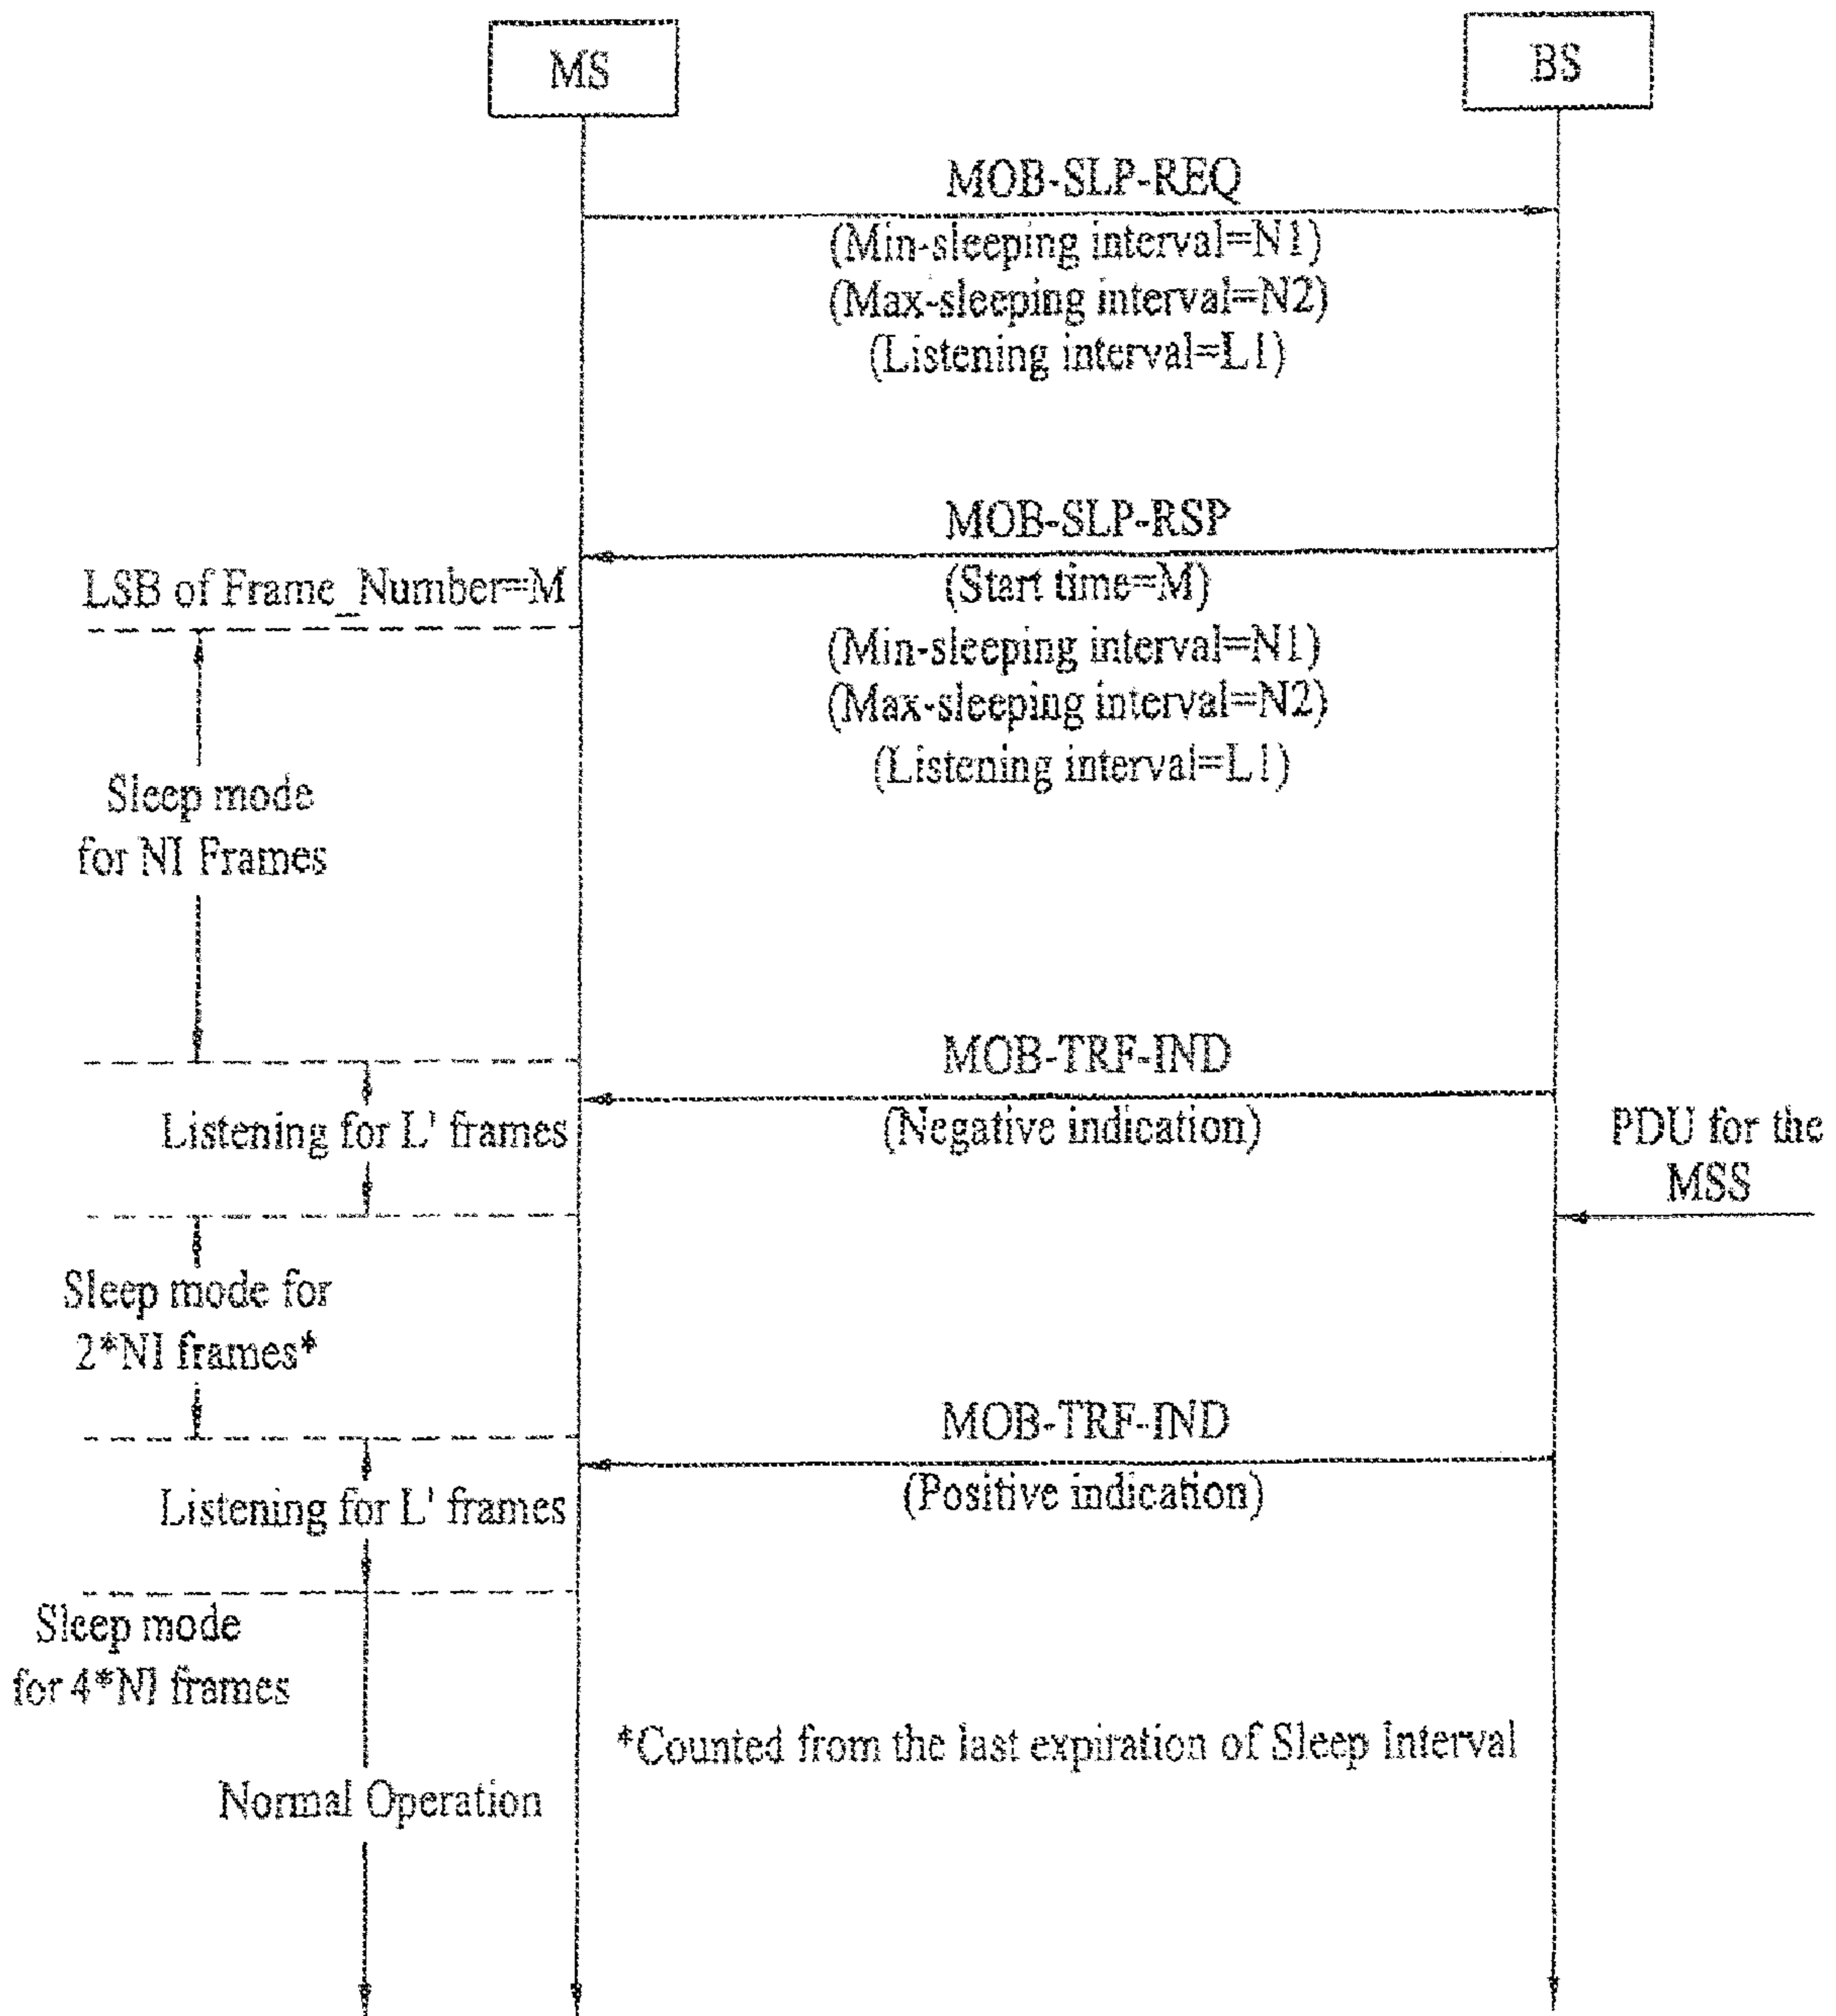 MS
BS
MOB-SLP-REQ
(Min-sleeping interval=N1)
(Max-sleeping interval=N2)
(Listening interval=L1)
MOB-SLP-RSP
LSB of Frame_Number=M
(Start time=M)
(Min-sleeping interval=N1)
(Max-sleeping interval=N2)
(Listening interval=L1)
Sleep mode
for NI Frames
MOB-TRF-IND
Listening for L' frames
(Negative indication)
PDU for the
MSS
Sleep mode for
2*NI frames*
MOB-TRF-IND
Listening for L' frames
(Positive indication)
Sleep mode
for 4*NI frames
*Counted from the last expiration of Sleep Interval
Normal Operation